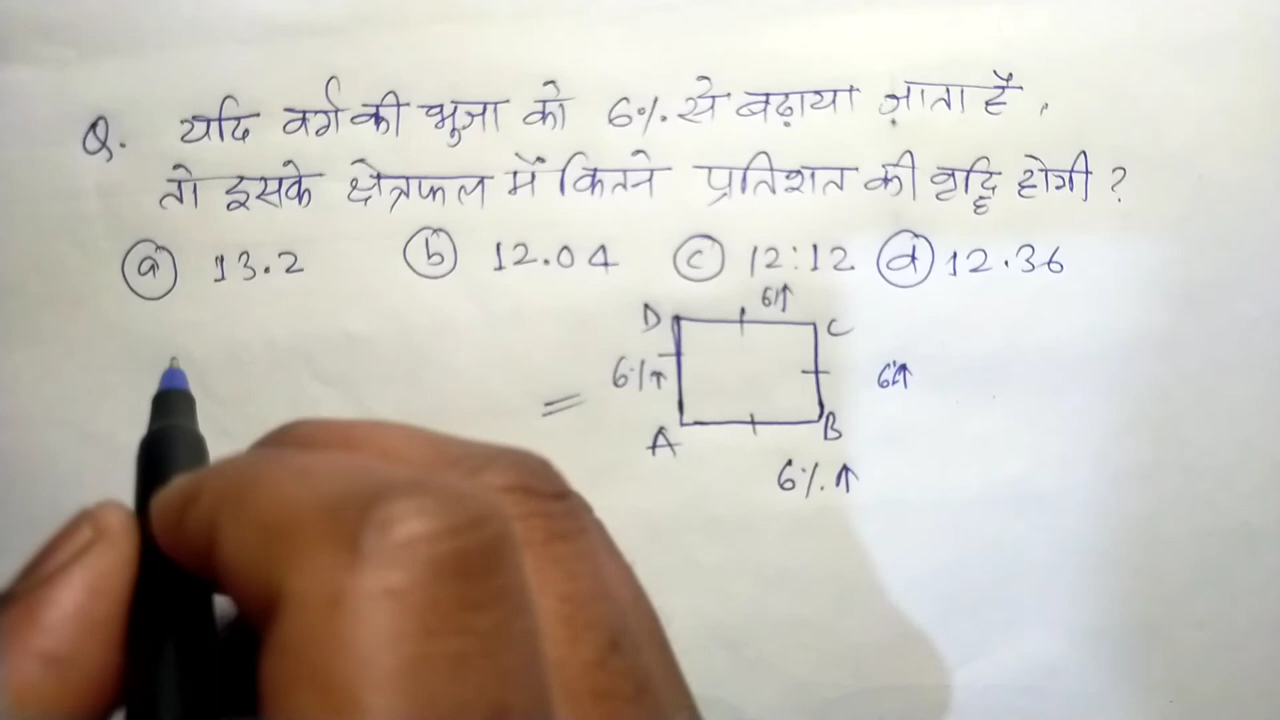 Q. यदि वर्ग की भुजा को 6% से बढ़ाया ज़ाता है,
तो इसके क्षेत्रफल में कितने प्रतिशत की वृद्धि होगी ?
(a) 13.2 (b) 12.04 (c) 12:12 (d) 12.36
6%↑
D C
6%↑ 6%↑
=
A B
6%.↑